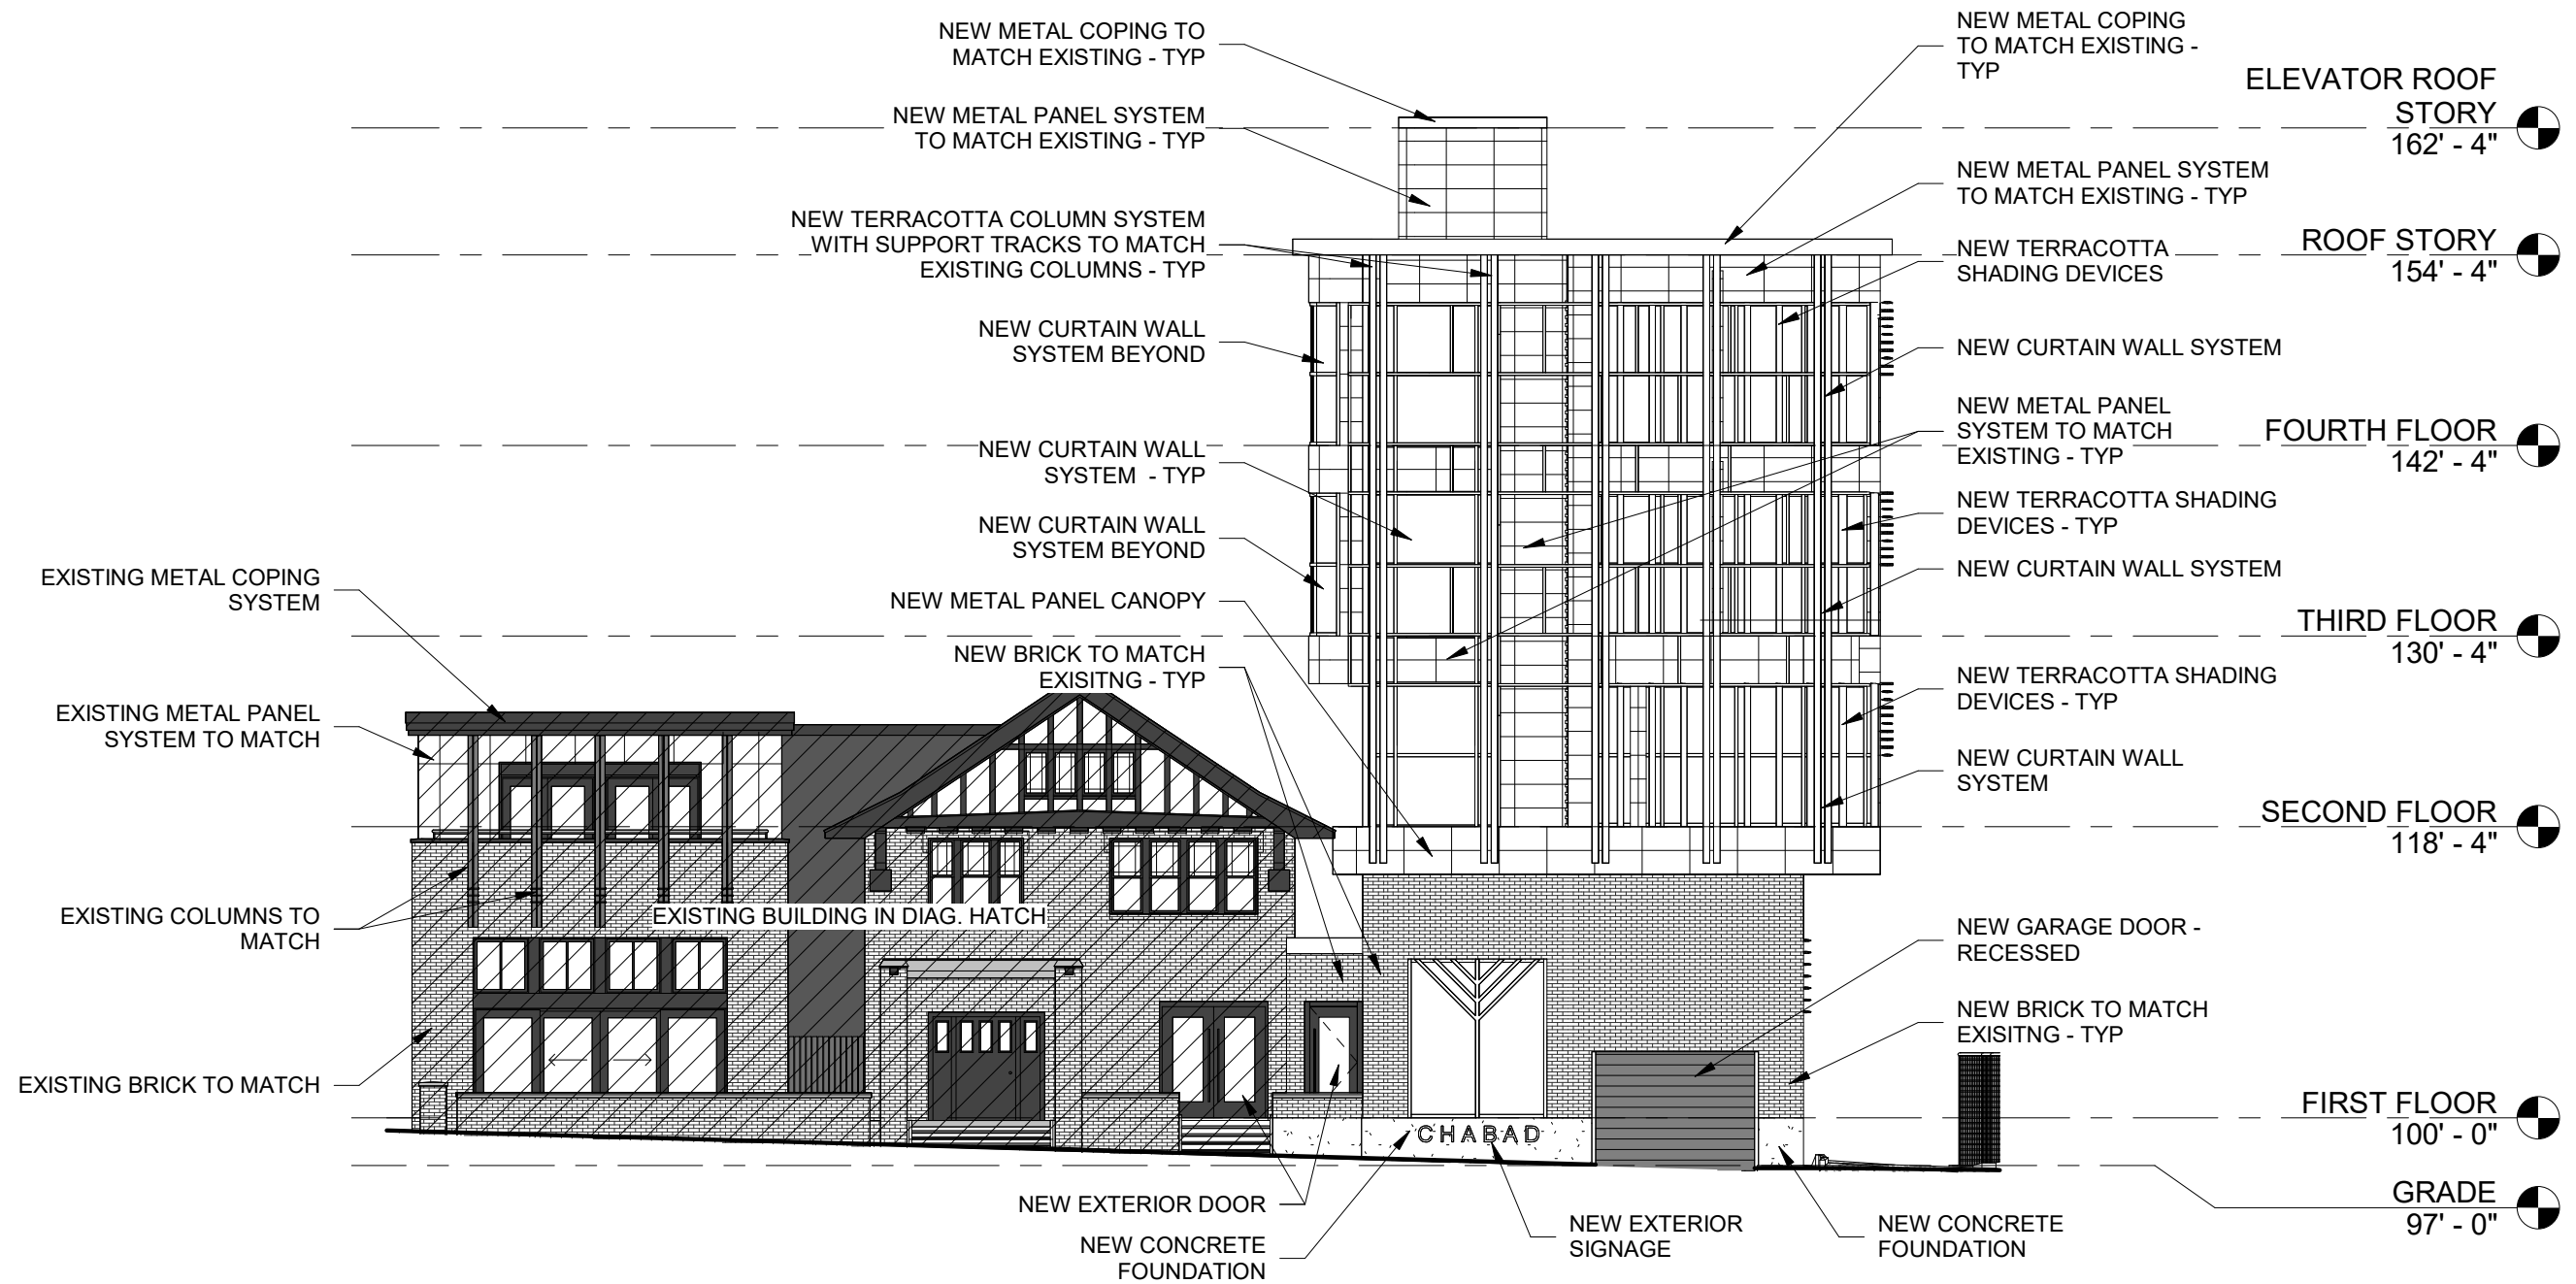 NEW METAL COPING TO
MATCH EXISTING - TYP
NEW METAL PANEL SYSTEM
TO MATCH EXISTING - TYP
NEW TERRACOTTA COLUMN SYSTEM
WITH SUPPORT TRACKS TO MATCH
EXISTING COLUMNS - TYP
NEW CURTAIN WALL
SYSTEM BEYOND
NEW CURTAIN WALL
SYSTEM - TYP
NEW CURTAIN WALL
SYSTEM BEYOND
NEW METAL PANEL CANOPY
NEW BRICK TO MATCH
EXISITNG - TYP
EXISTING METAL COPING
SYSTEM
EXISTING METAL PANEL
SYSTEM TO MATCH
EXISTING COLUMNS TO
MATCH
EXISTING BRICK TO MATCH
EXISTING BUILDING IN DIAG. HATCH
CHABAD
NEW EXTERIOR DOOR
NEW CONCRETE
FOUNDATION
NEW EXTERIOR
SIGNAGE
NEW CONCRETE
FOUNDATION
NEW METAL COPING
TO MATCH EXISTING -
TYP
NEW METAL PANEL SYSTEM
TO MATCH EXISTING - TYP
NEW TERRACOTTA
SHADING DEVICES
NEW CURTAIN WALL SYSTEM
NEW METAL PANEL
SYSTEM TO MATCH
EXISTING - TYP
NEW TERRACOTTA SHADING
DEVICES - TYP
NEW CURTAIN WALL SYSTEM
NEW TERRACOTTA SHADING
DEVICES - TYP
NEW CURTAIN WALL
SYSTEM
NEW GARAGE DOOR -
RECESSED
NEW BRICK TO MATCH
EXISITNG - TYP
ELEVATOR ROOF
STORY
162' - 4"
ROOF STORY
154' - 4"
FOURTH FLOOR
142' - 4"
THIRD FLOOR
130' - 4"
SECOND FLOOR
118' - 4"
FIRST FLOOR
100' - 0"
GRADE
97' - 0"